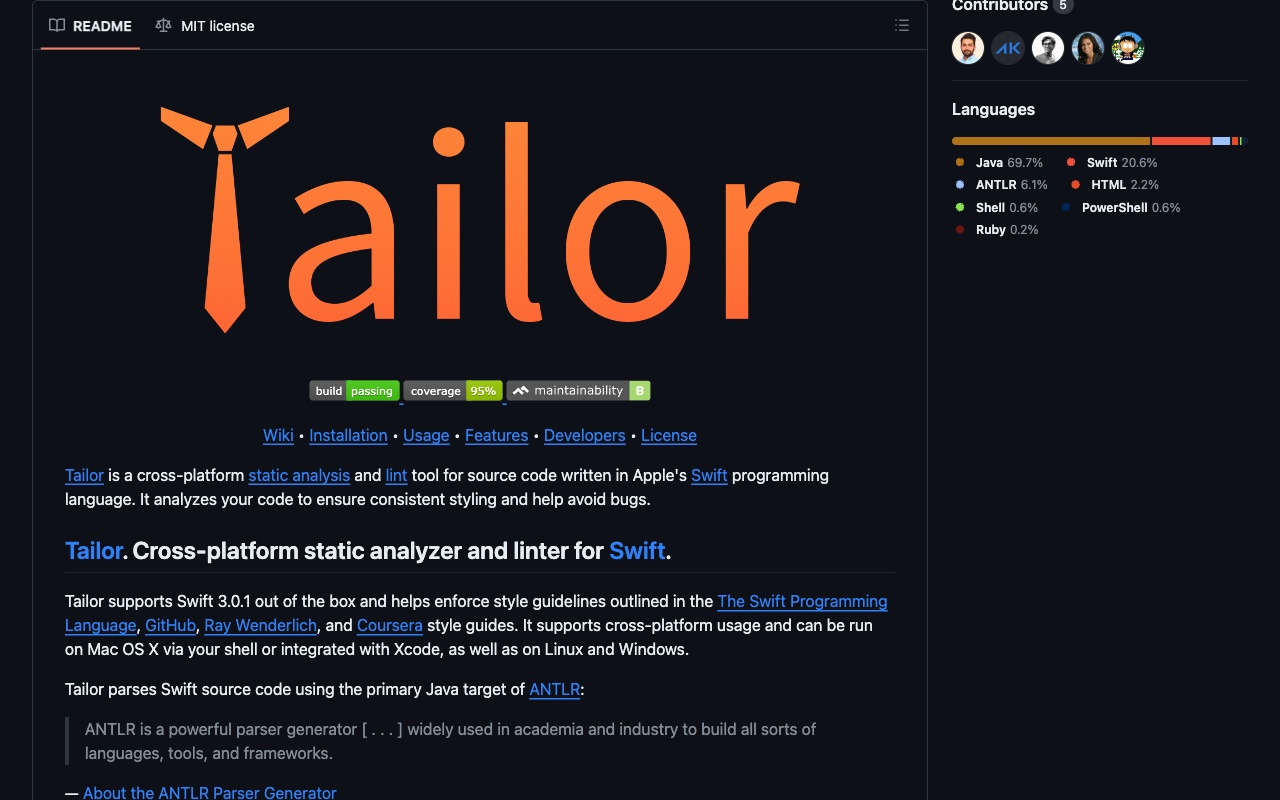 README
MIT license
Tailor
build passing coverage 95% maintainability B
Wiki • Installation • Usage • Features • Developers • License
Tailor is a cross-platform static analysis and lint tool for source code written in Apple's Swift programming
language. It analyzes your code to ensure consistent styling and help avoid bugs.
Tailor. Cross-platform static analyzer and linter for Swift.
Tailor supports Swift 3.0.1 out of the box and helps enforce style guidelines outlined in the The Swift Programming
Language, GitHub, Ray Wenderlich, and Coursera style guides. It supports cross-platform usage and can be run
on Mac OS X via your shell or integrated with Xcode, as well as on Linux and Windows.
Tailor parses Swift source code using the primary Java target of ANTLR:
ANTLR is a powerful parser generator [ . . . ] widely used in academia and industry to build all sorts of
languages, tools, and frameworks.
— About the ANTLR Parser Generator
Contributors 5
AK
Languages
Java 69.7% Swift 20.6%
ANTLR 6.1% HTML 2.2%
Shell 0.6% PowerShell 0.6%
Ruby 0.2%